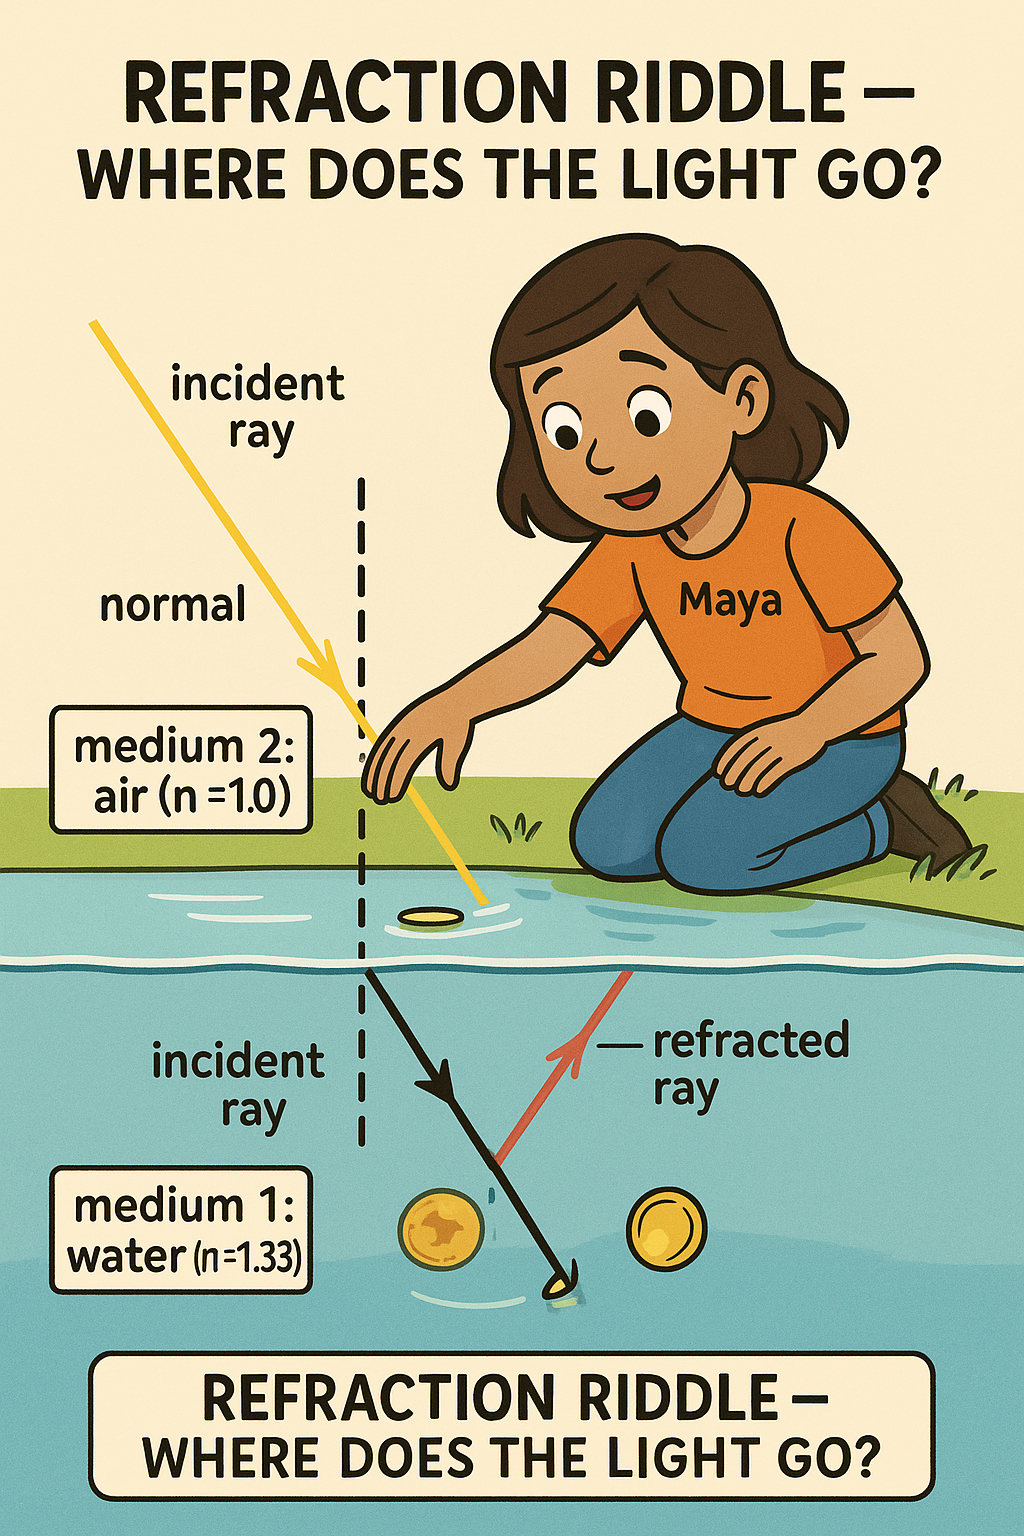 REFRACTION RIDDLE –
WHERE DOES THE LIGHT GO?
incident
ray
normal
Maya
medium 2:
air (n =1.0)
incident
ray
refracted
ray
medium 1:
water (n=1.33)
REFRACTION RIDDLE –
WHERE DOES THE LIGHT GO?